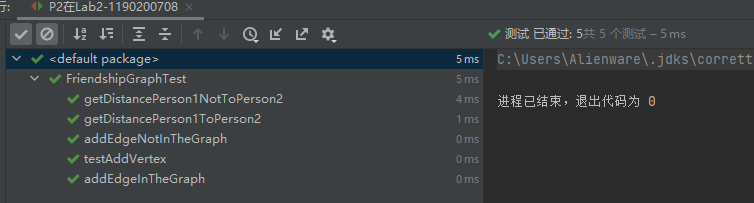 行: P2在Lab2-1190200708
测试 已通过: 5共 5 个测试 – 5 ms
<default package> 5 ms
C:\Users\Alienware\.jdks\corrett
FriendshipGraphTest 5 ms
getDistancePerson1NotToPerson2 4 ms
进程已结束，退出代码为 0
getDistancePerson1ToPerson2 1 ms
addEdgeNotInTheGraph 0 ms
testAddVertex 0 ms
addEdgeInTheGraph 0 ms